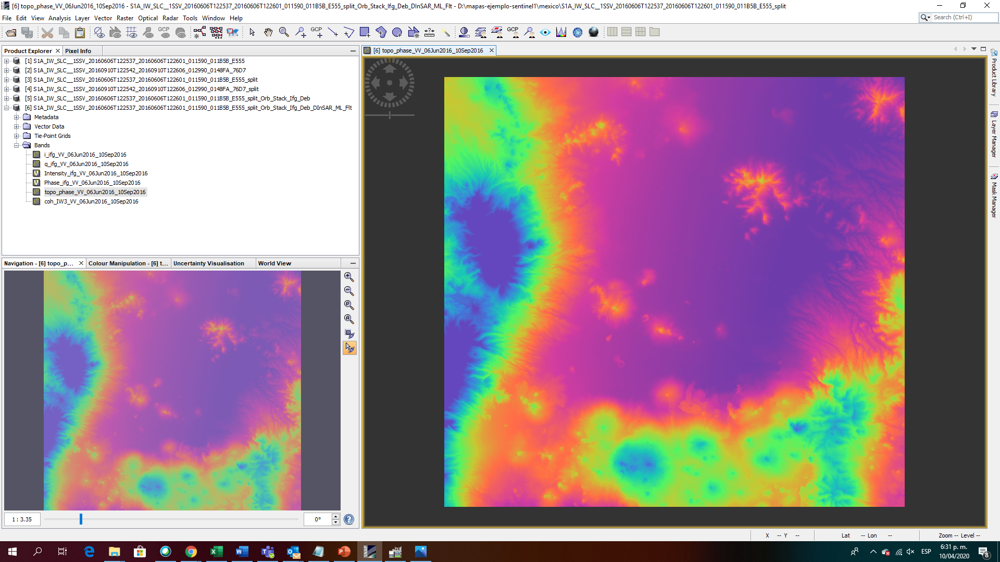 [6] topo_phase_VV_06Jun2016_10Sep2016 - S1A_IW_SLC__1SSV_20160606T122537_20160606T122601_011590_011B5B_E555_split_Orb_Stack_Ifg_Deb_DInSAR_ML_Flt - D:\mapas-ejemplo-sentinel1\mexico\S1A_IW_SLC__1SSV_20160606T122537_20160606T122601_011590_011B5B_E555_split
File Edit View Analysis Layer Vector Raster Optical Radar Tools Window Help
Search (Ctrl+I)
GCP GCP GCP
Product Explorer Pixel Info
[6] topo_phase_VV_06Jun2016_10Sep2016
[1] S1A_IW_SLC__1SSV_20160606T122537_20160606T122601_011590_011B5B_E555
[2] S1A_IW_SLC__1SSV_20160910T122542_20160910T122606_012990_0148FA_76D7
[3] S1A_IW_SLC__1SSV_20160606T122537_20160606T122601_011590_011B5B_E555_split
[4] S1A_IW_SLC__1SSV_20160910T122542_20160910T122606_012990_0148FA_76D7_split
[5] S1A_IW_SLC__1SSV_20160606T122537_20160606T122601_011590_011B5B_E555_split_Orb_Stack_Ifg_Deb
[6] S1A_IW_SLC__1SSV_20160606T122537_20160606T122601_011590_011B5B_E555_split_Orb_Stack_Ifg_Deb_DInSAR_ML_Flt
Metadata
Vector Data
Tie-Point Grids
Bands
i_ifg_VV_06Jun2016_10Sep2016
q_ifg_VV_06Jun2016_10Sep2016
Intensity_ifg_VV_06Jun2016_10Sep2016
Phase_ifg_VV_06Jun2016_10Sep2016
topo_phase_VV_06Jun2016_10Sep2016
coh_IW3_VV_06Jun2016_10Sep2016
Product Library
Layer Manager
Mask Manager
Navigation - [6] topo_p... Colour Manipulation - [6] t... Uncertainty Visualisation World View
1 : 3.35
0°
X -- Y -- Lat -- Lon -- Zoom -- Level --
SNAP
ESP
6:31 p. m.
10/04/2020
8